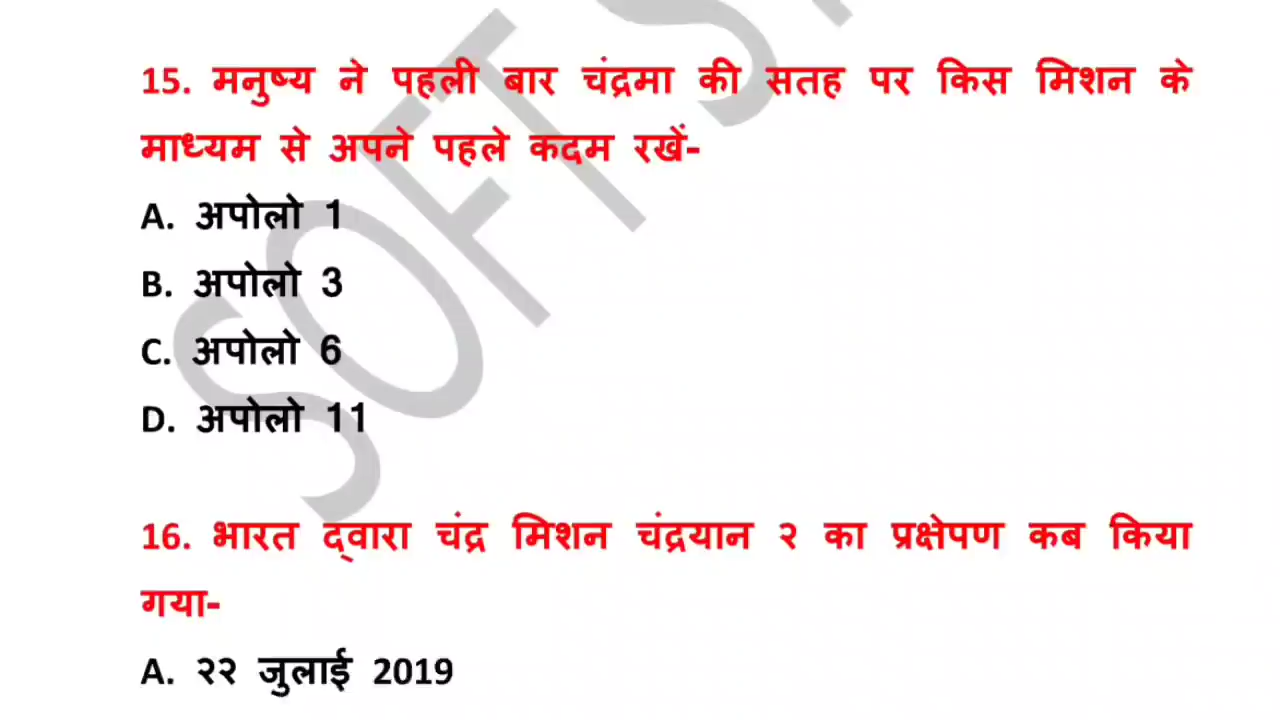 15. मनुष्य ने पहली बार चंद्रमा की सतह पर किस मिशन के
माध्यम से अपने पहले कदम रखें-
A. अपोलो 1
B. अपोलो 3
C. अपोलो 6
D. अपोलो 11
16. भारत द्वारा चंद्र मिशन चंद्रयान २ का प्रक्षेपण कब किया
गया-
A. २२ जुलाई 2019
SOFT